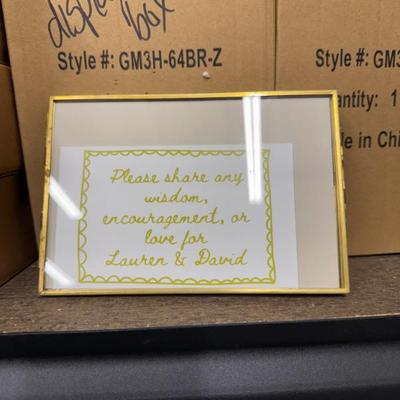 box
Style #: GM3H-64BR-Z
Style #: GM3
antity: 1
le in Chi
Please share any
wisdom,
encouragement, or
love for
Lauren & David